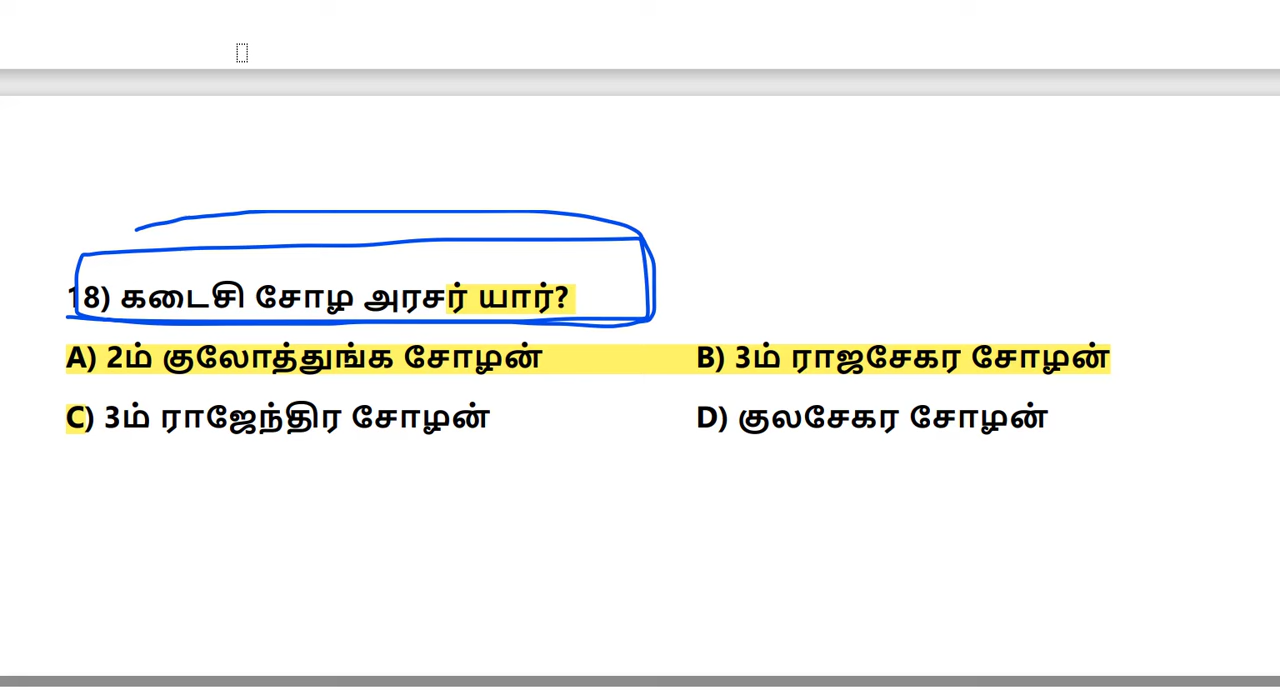 18) கடைசி சோழ அரசர் யார்?
A) 2ம் குலோத்துங்க சோழன் B) 3ம் ராஜசேகர சோழன்
C) 3ம் ராஜேந்திர சோழன் D) குலசேகர சோழன்